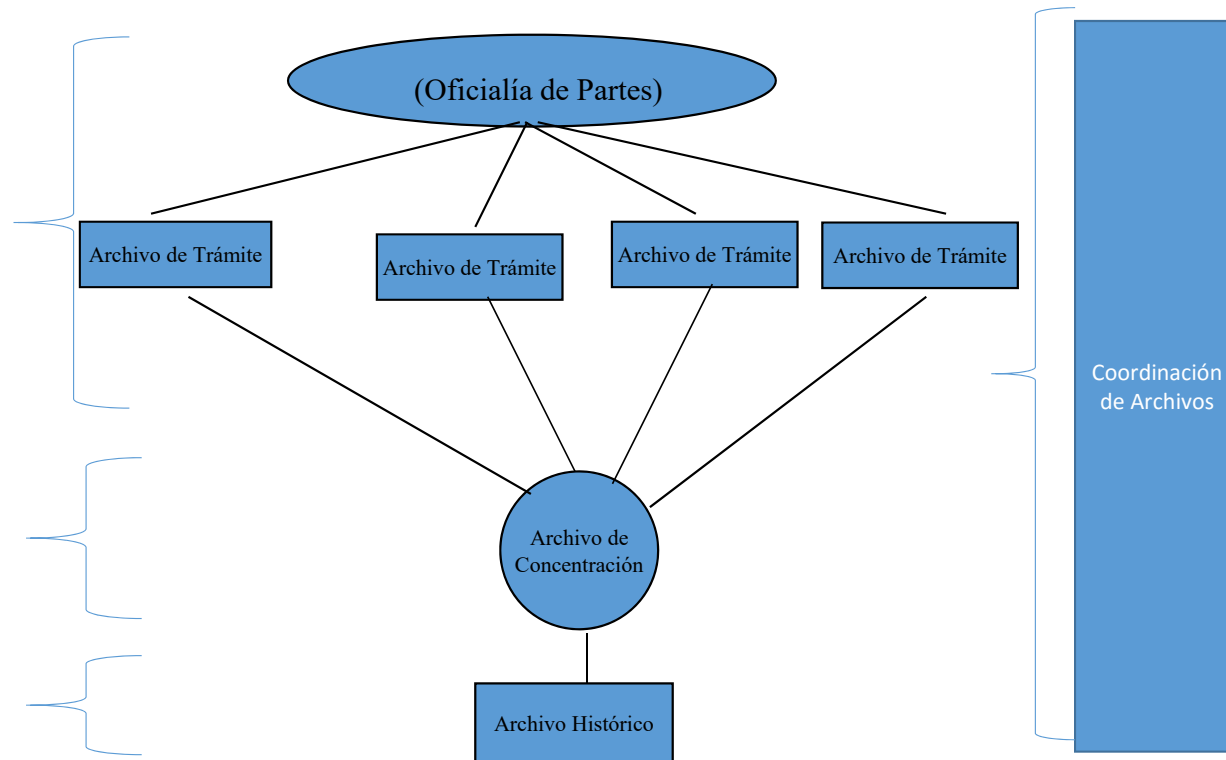 (Oficialía de Partes)
Archivo de Trámite
Archivo de Trámite
Archivo de Trámite
Archivo de Trámite
Coordinación
de Archivos
Archivo de
Concentración
Archivo Histórico